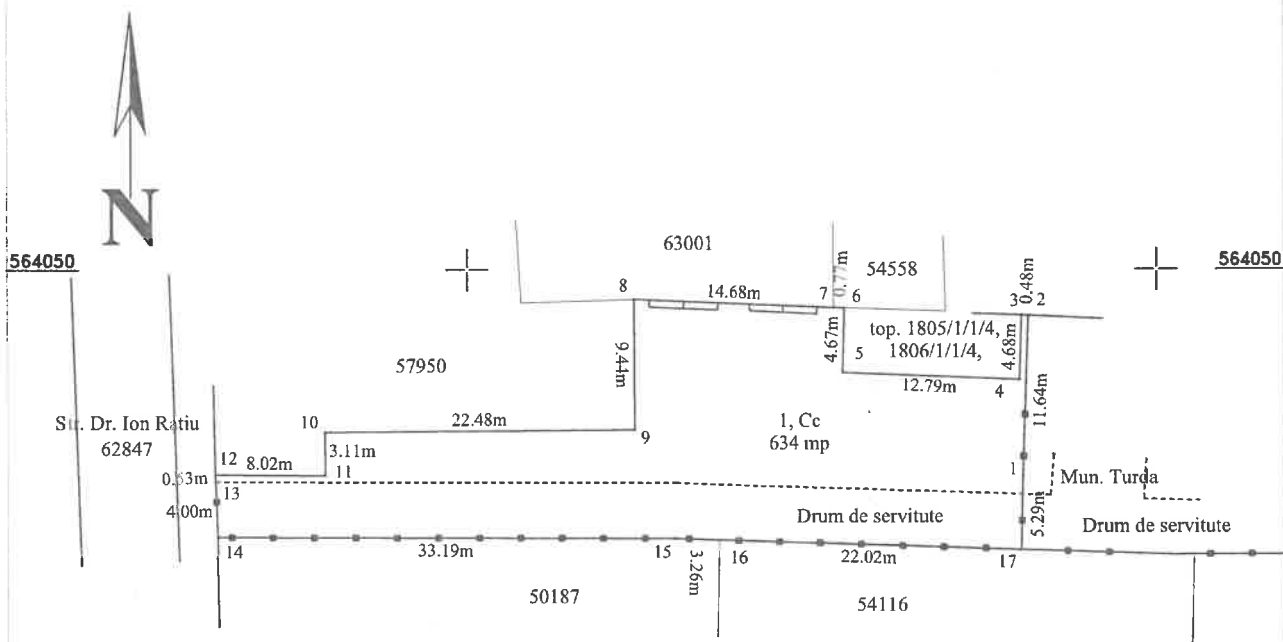 N
564050
564050
63001
54558
0.77m
0.48m
8
14.68m
7
6
3
2
top. 1805/1/1/4,
1806/1/1/4,
4.67m
5
4.68m
12.79m
4
9.44m
57950
11.64m
Str. Dr. Ion Ratiu
62847
10
22.48m
9
1, Cc
634 mp
3.11m
12
8.02m
11
1
Mun. Turda
0.53m
13
4.00m
Drum de servitute
5.29m
Drum de servitute
14
33.19m
15
3.26m
16
22.02m
17
50187
54116